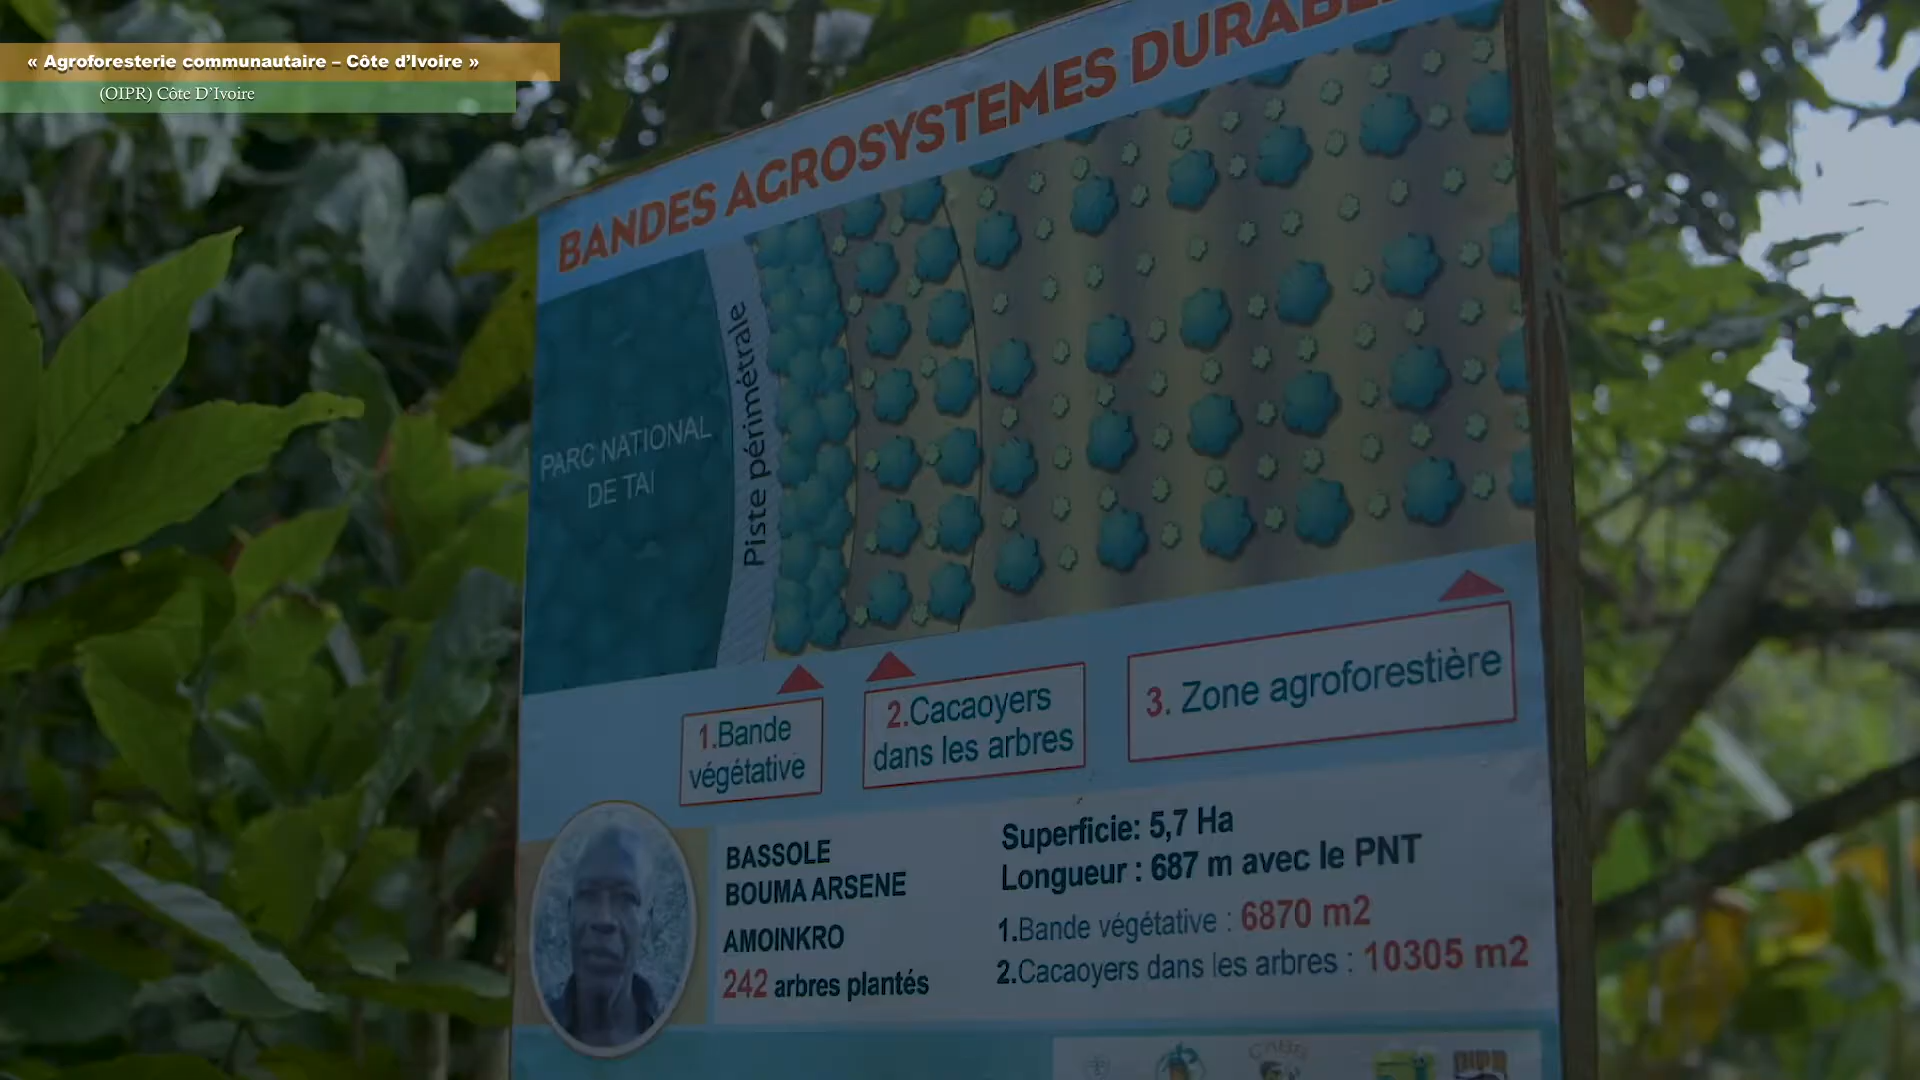 « Agroforesterie communautaire – Côte d'Ivoire »
(OIPR) Côte D'Ivoire
BANDES AGROSYSTEMES
PARC NATIONAL
DE TAI
Piste périmétrale
1.Bande
végétative
2.Cacaoyers
dans les arbres
3. Zone agroforestière
BASSOLE
BOUMA ARSENE
AMOINKRO
242 arbres plantés
Superficie: 5,7 Ha
Longueur : 687 m avec le PNT
1.Bande végétative : 6870 m2
2.Cacaoyers dans les arbres : 10305 m2